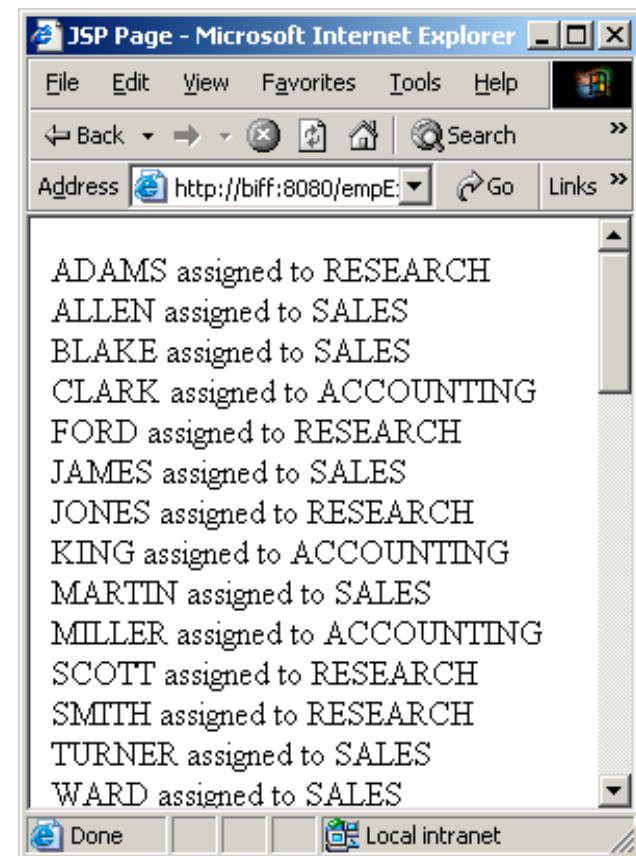 JSP Page - Microsoft Internet Explorer
File Edit View Favorites Tools Help
Back Search »
Address http://biff:8080/empE: Go Links »
ADAMS assigned to RESEARCH
ALLEN assigned to SALES
BLAKE assigned to SALES
CLARK assigned to ACCOUNTING
FORD assigned to RESEARCH
JAMES assigned to SALES
JONES assigned to RESEARCH
KING assigned to ACCOUNTING
MARTIN assigned to SALES
MILLER assigned to ACCOUNTING
SCOTT assigned to RESEARCH
SMITH assigned to RESEARCH
TURNER assigned to SALES
WARD assigned to SALES
Done Local intranet